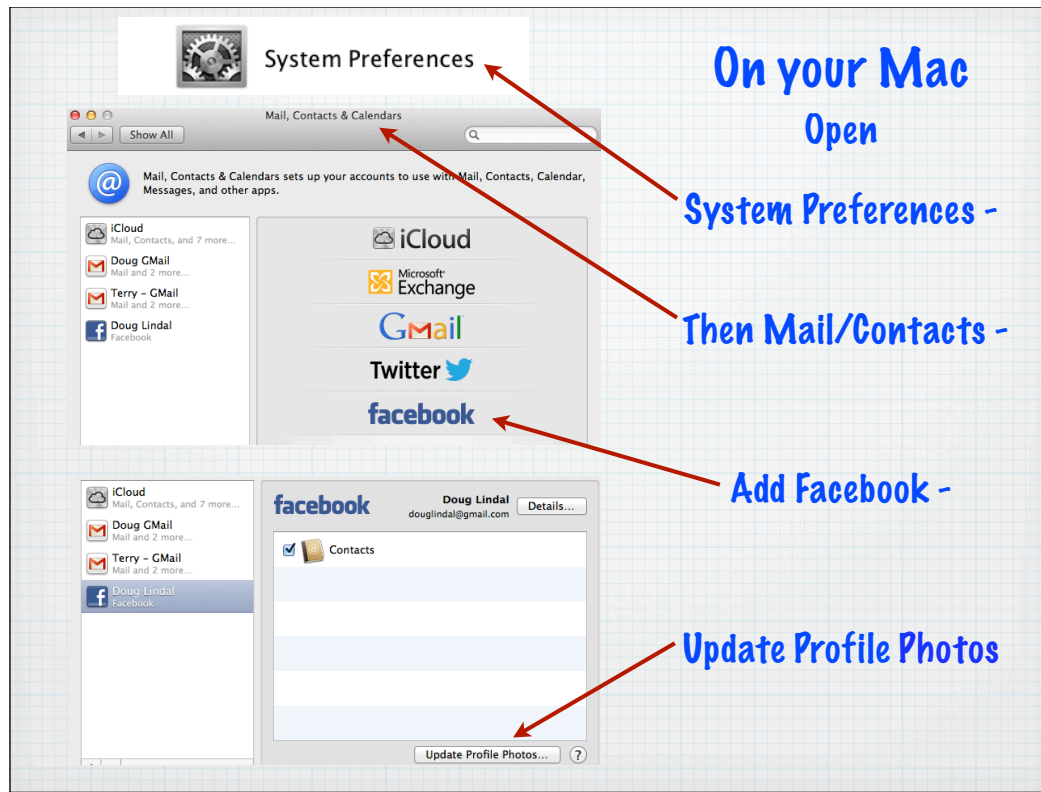 System Preferences
On your Mac
Open
Mail, Contacts & Calendars
Show All
Mail, Contacts & Calendars sets up your accounts to use with Mail, Contacts, Calendar,
Messages, and other apps.
System Preferences -
iCloud
Mail, Contacts, and 7 more...
Doug GMail
Mail and 2 more...
Terry - GMail
Mail and 2 more...
Doug Lindal
Facebook
iCloud
Microsoft
Exchange
Gmail
Twitter
facebook
Then Mail/Contacts -
Add Facebook -
iCloud
Mail, Contacts, and 7 more...
Doug GMail
Mail and 2 more...
Terry - GMail
Mail and 2 more...
Doug Lindal
Facebook
facebook
Doug Lindal
douglindal@gmail.com
Details...
Contacts
Update Profile Photos
Update Profile Photos...
?